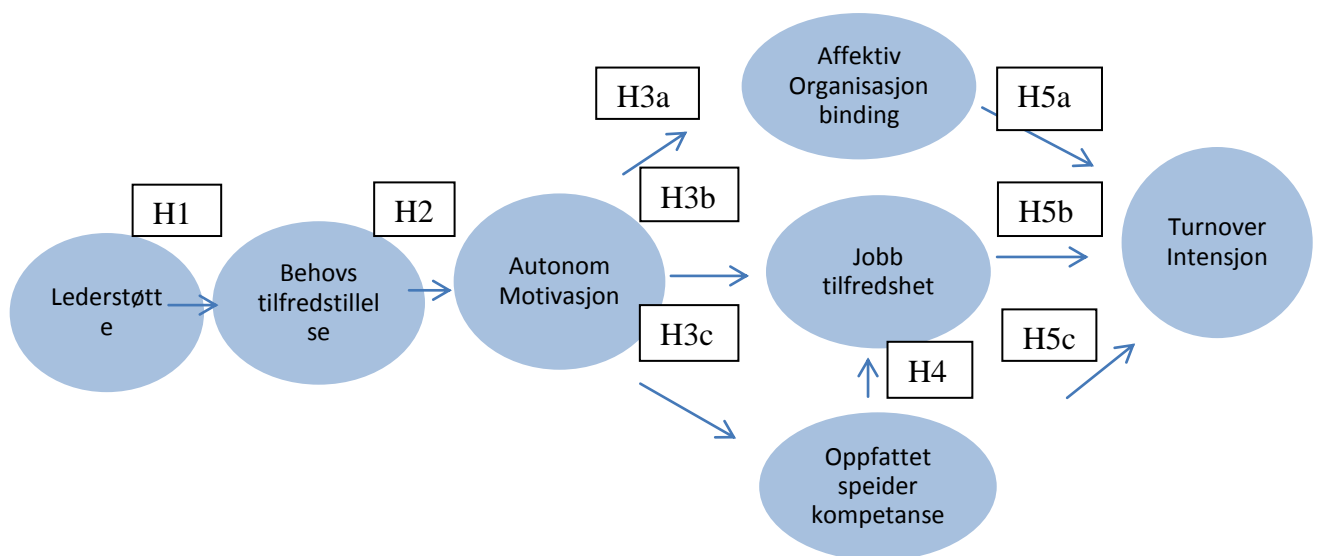 H1
Lederstøtt
e
H2
Behovs
tilfredstillel
se
Autonom
Motivasjon
H3a
H3b
H3c
Affektiv
Organisasjon
binding
Jobb
tilfredshet
H4
Oppfattet
speider
kompetanse
H5a
H5b
H5c
Turnover
Intensjon